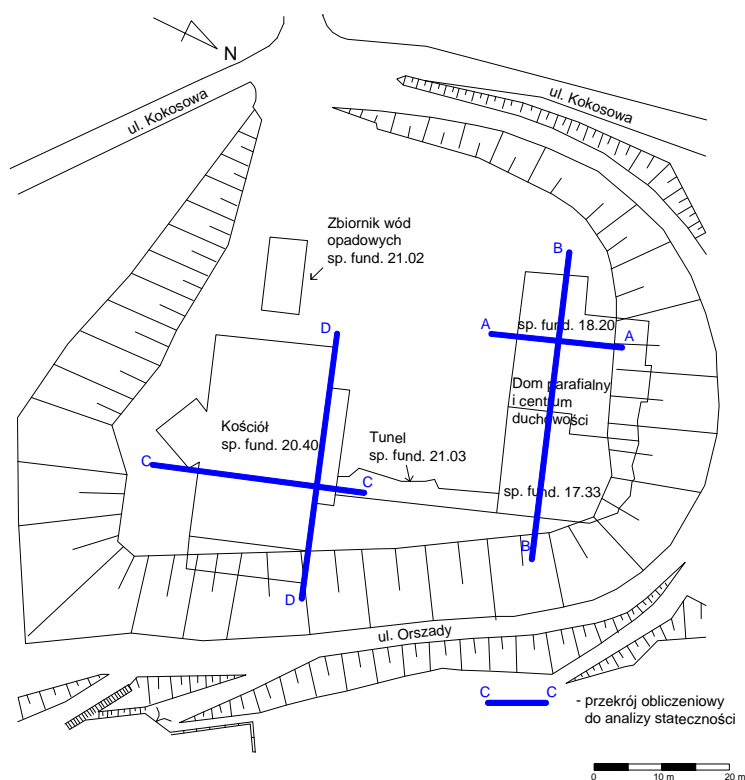 N
ul. Kokosowa
ul. Kokosowa
Zbiornik wód
opadowych
sp. fund. 21.02
B
D
A
sp. fund. 18.20
A
Dom parafialny
i centrum
duchowości
Kościół
sp. fund. 20.40
Tunel
sp. fund. 21.03
C
C
sp. fund. 17.33
B
D
ul. Orszady
C C - przekrój obliczeniowy
do analizy stateczności
0 10 m 20 m